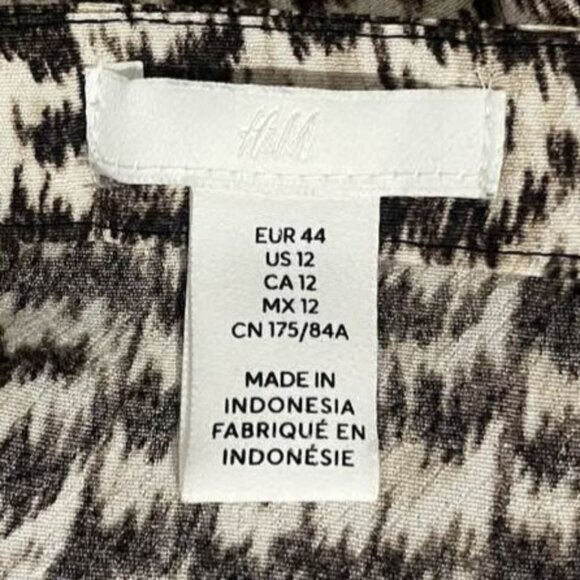 H&M
EUR 44
US 12
CA 12
MX 12
CN 175/84A
MADE IN
INDONESIA
FABRIQUÉ EN
INDONÉSIE